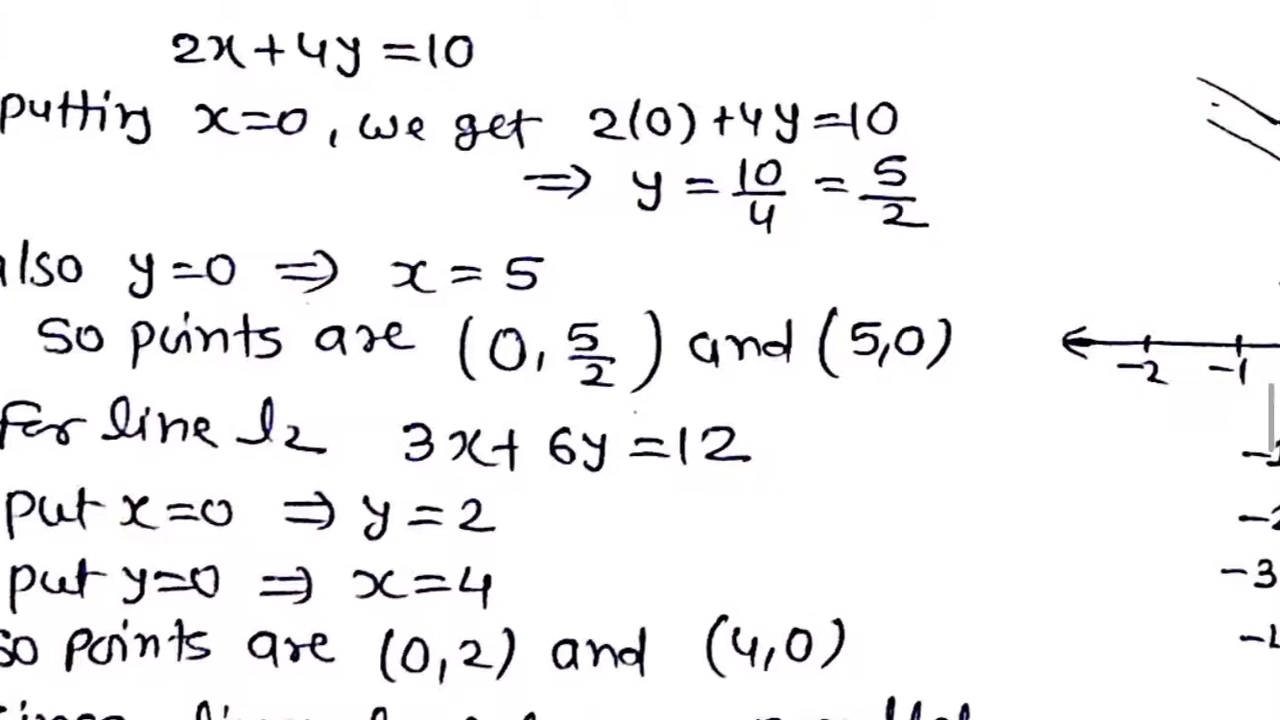 2x+4y=10
putting x=0, we get 2(0)+4y=10
⇒ y = 10/4 = 5/2
also y=0 ⇒ x=5
So points are (0, 5/2) and (5,0)
-2 -1
For line l2 3x+6y=12
put x=0 ⇒ y=2
put y=0 ⇒ x=4
-3
so points are (0,2) and (4,0)